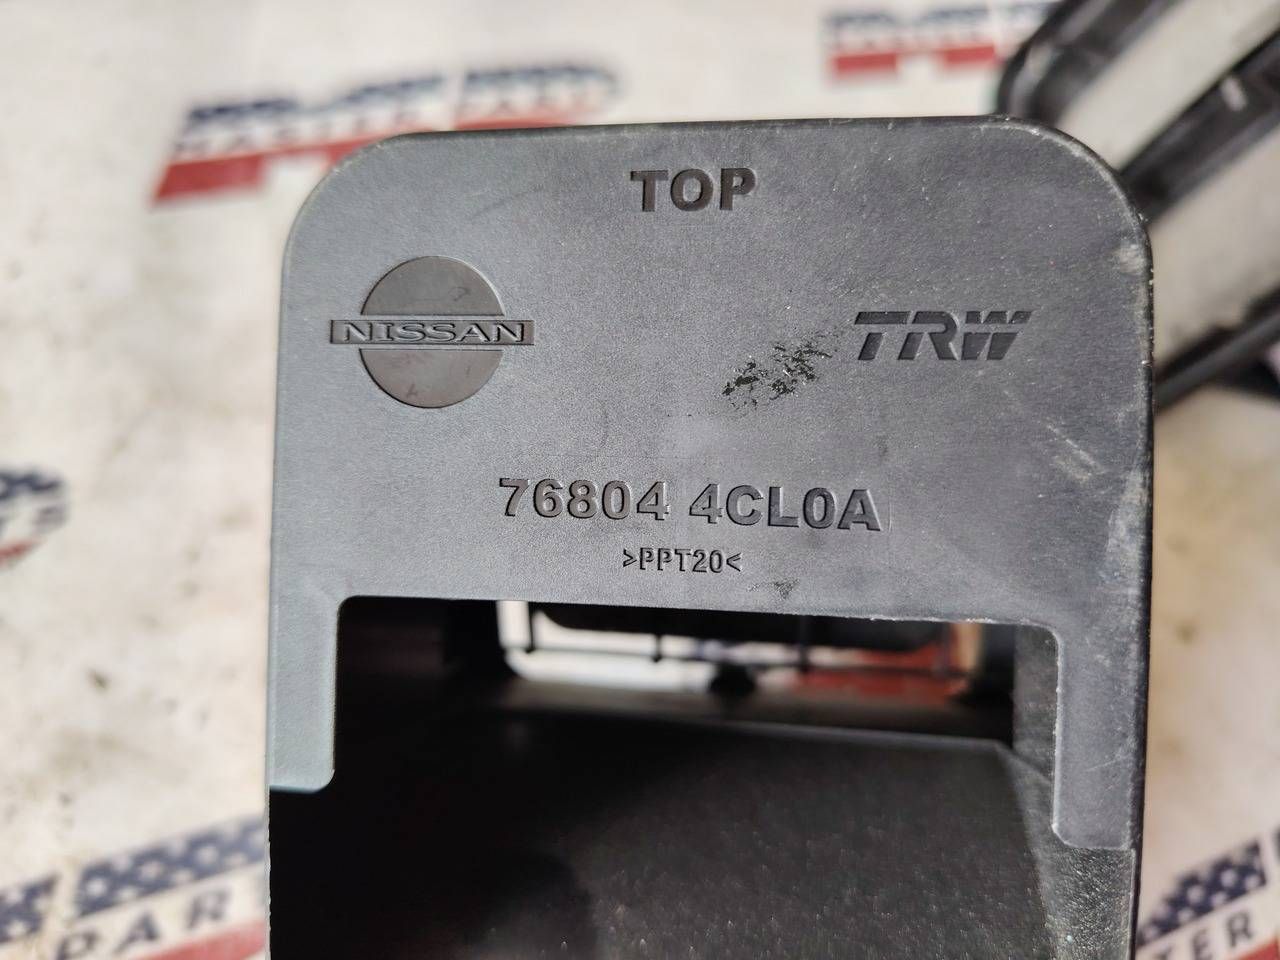 TOP
NISSAN
TRW
76804 4CL0A
>PPT20<